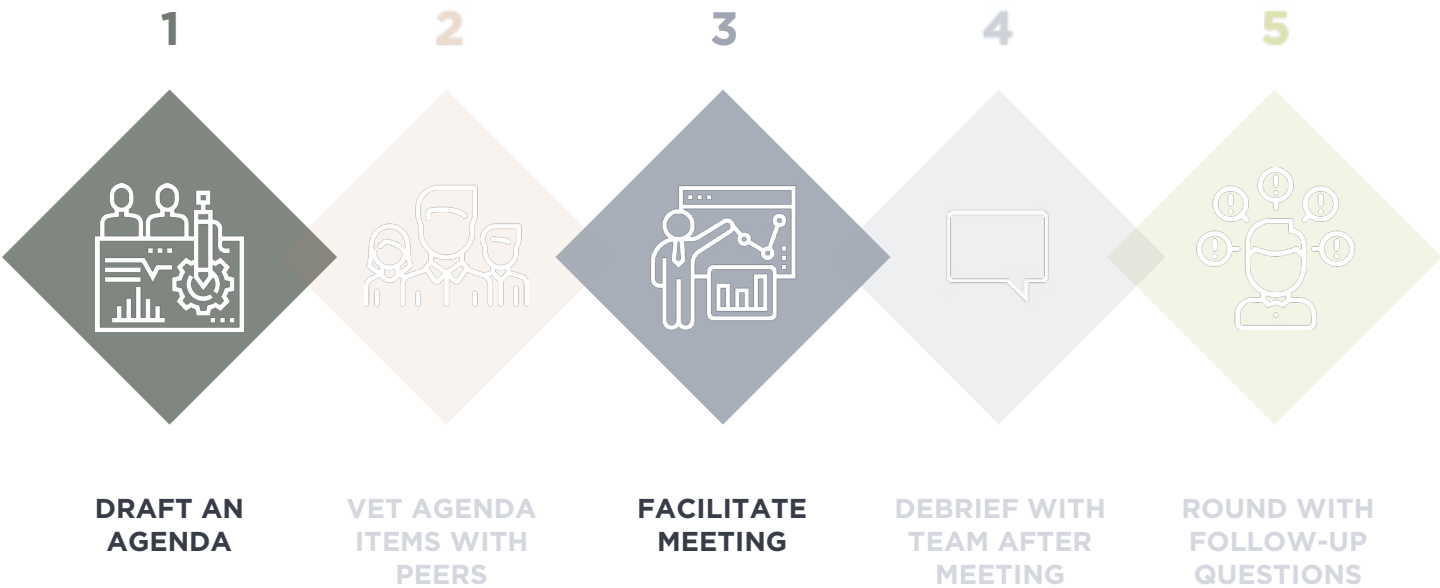 1
2
3
4
5
DRAFT AN
AGENDA
VET AGENDA
ITEMS WITH
PEERS
FACILITATE
MEETING
DEBRIEF WITH
TEAM AFTER
MEETING
ROUND WITH
FOLLOW-UP
QUESTIONS